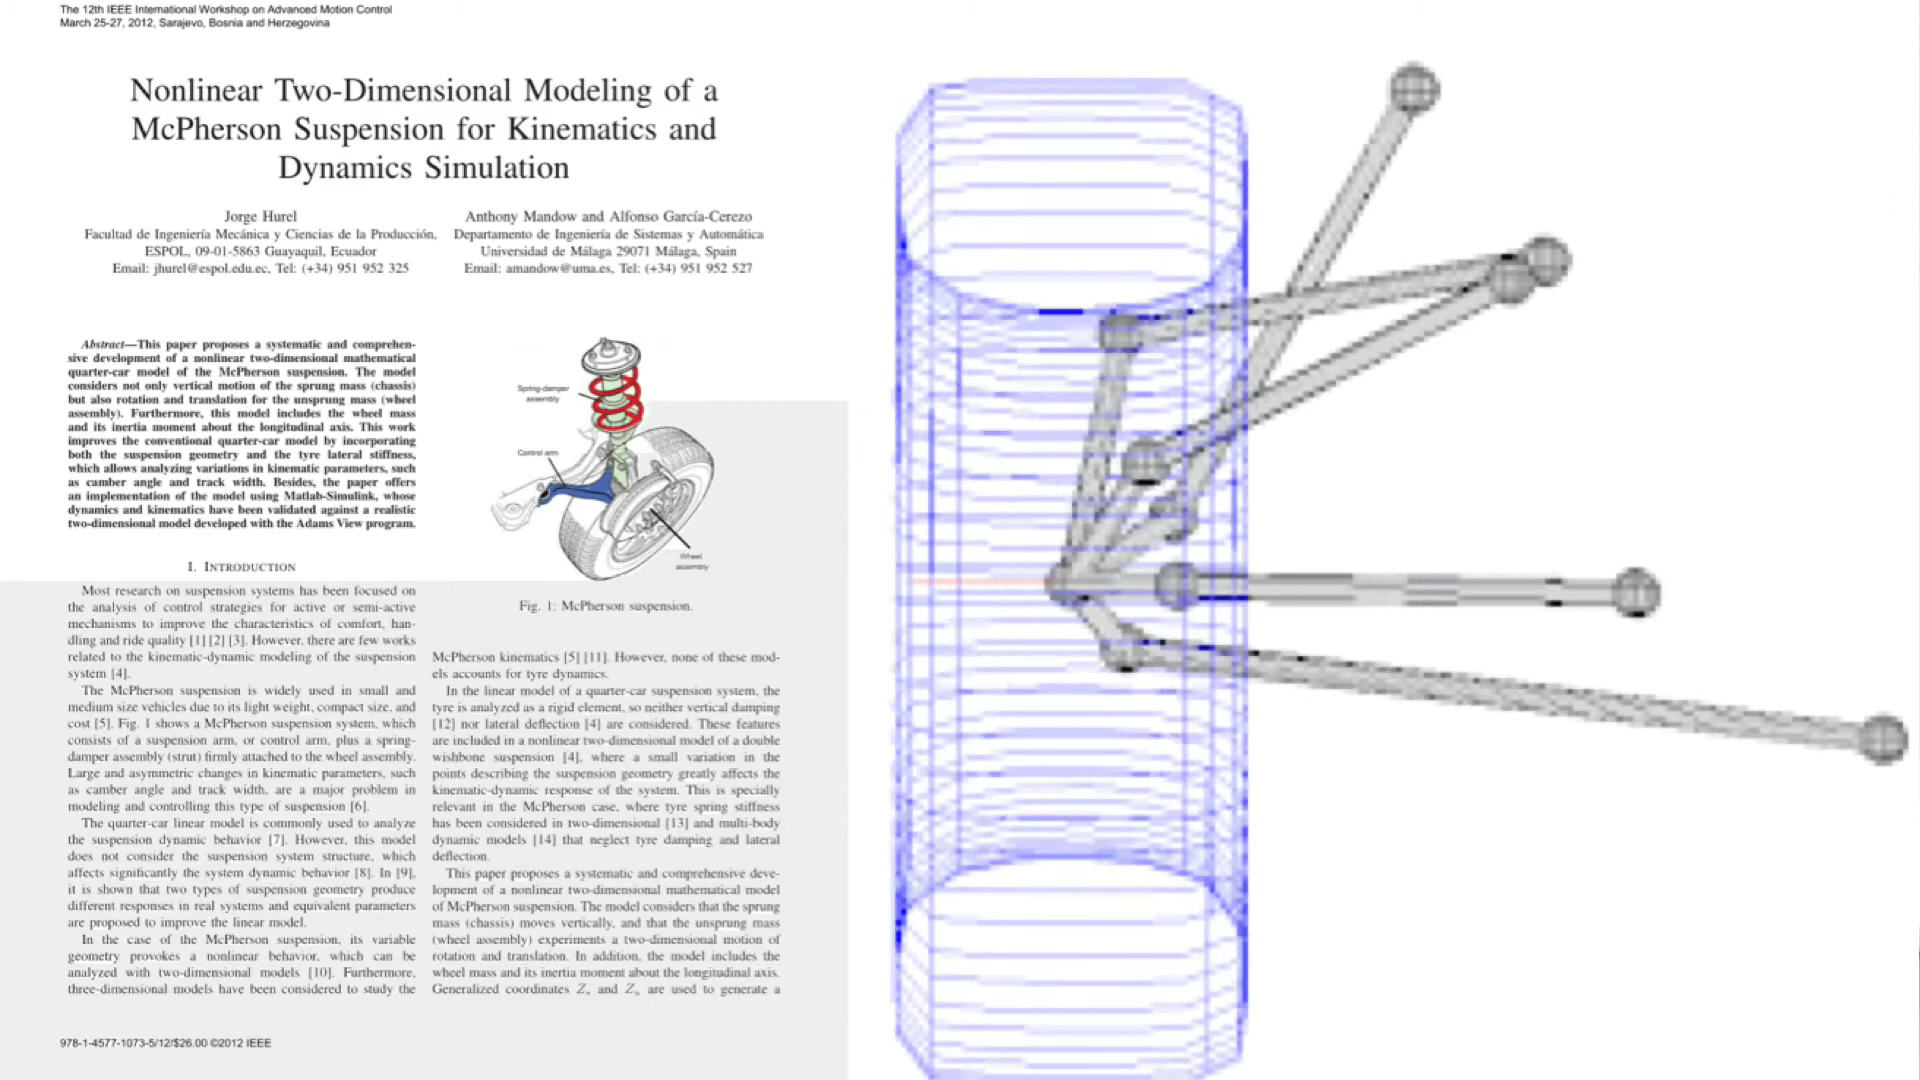 The 12th IEEE International Workshop on Advanced Motion Control
March 25-27, 2012, Sarajevo, Bosnia and Herzegovina
Nonlinear Two-Dimensional Modeling of a
McPherson Suspension for Kinematics and
Dynamics Simulation
Jorge Hurel
Facultad de Ingeniería Mecánica y Ciencias de la Producción,
ESPOL, 09-01-5863 Guayaquil, Ecuador
Email: jhurel@espol.edu.ec, Tel: (+34) 951 952 325
Anthony Mandow and Alfonso García-Cerezo
Departamento de Ingeniería de Sistemas y Automática
Universidad de Málaga 29071 Málaga, Spain
Email: amandow@uma.es, Tel: (+34) 951 952 527
Abstract—This paper proposes a systematic and comprehen-
sive development of a nonlinear two-dimensional mathematical
quarter-car model of the McPherson suspension. The model
considers not only vertical motion of the sprung mass (chassis)
but also rotation and translation for the unsprung mass (wheel
assembly). Furthermore, this model includes the wheel mass
and its inertia moment about the longitudinal axis. This work
improves the conventional quarter-car model by incorporating
both the suspension geometry and the tyre lateral stiffness,
which allows analyzing variations in kinematic parameters, such
as camber angle and track width. Besides, the paper offers
an implementation of the model using Matlab-Simulink, whose
dynamics and kinematics have been validated against a realistic
two-dimensional model developed with the Adams View program.
I. INTRODUCTION
Most research on suspension systems has been focused on
the analysis of control strategies for active or semi-active
mechanisms to improve the characteristics of comfort, han-
dling and ride quality [1] [2] [3]. However, there are few works
related to the kinematic-dynamic modeling of the suspension
system [4].
The McPherson suspension is widely used in small and
medium size vehicles due to its light weight, compact size, and
cost [5]. Fig. 1 shows a McPherson suspension system, which
consists of a suspension arm, or control arm, plus a spring-
damper assembly (strut) firmly attached to the wheel assembly.
Large and asymmetric changes in kinematic parameters, such
as camber angle and track width, are a major problem in
modeling and controlling this type of suspension [6].
The quarter-car linear model is commonly used to analyze
the suspension dynamic behavior [7]. However, this model
does not consider the suspension system structure, which
affects significantly the system dynamic behavior [8]. In [9],
it is shown that two types of suspension geometry produce
different responses in real systems and equivalent parameters
are proposed to improve the linear model.
In the case of the McPherson suspension, its variable
geometry provokes a nonlinear behavior, which can be
analyzed with two-dimensional models [10]. Furthermore,
three-dimensional models have been considered to study the
Spring-damper
assembly
Control arm
Wheel
assembly
Fig. 1: McPherson suspension.
McPherson kinematics [5] [11]. However, none of these mod-
els accounts for tyre dynamics.
In the linear model of a quarter-car suspension system, the
tyre is analyzed as a rigid element, so neither vertical damping
[12] nor lateral deflection [4] are considered. These features
are included in a nonlinear two-dimensional model of a double
wishbone suspension [4], where a small variation in the
points describing the suspension geometry greatly affects the
kinematic-dynamic response of the system. This is specially
relevant in the McPherson case, where tyre spring stiffness
has been considered in two-dimensional [13] and multi-body
dynamic models [14] that neglect tyre damping and lateral
deflection.
This paper proposes a systematic and comprehensive deve-
lopment of a nonlinear two-dimensional mathematical model
of McPherson suspension. The model considers that the sprung
mass (chassis) moves vertically, and that the unsprung mass
(wheel assembly) experiments a two-dimensional motion of
rotation and translation. In addition, the model includes the
wheel mass and its inertia moment about the longitudinal axis.
Generalized coordinates Zₛ and Zᵤ are used to generate a
978-1-4577-1073-5/12/$26.00 ©2012 IEEE